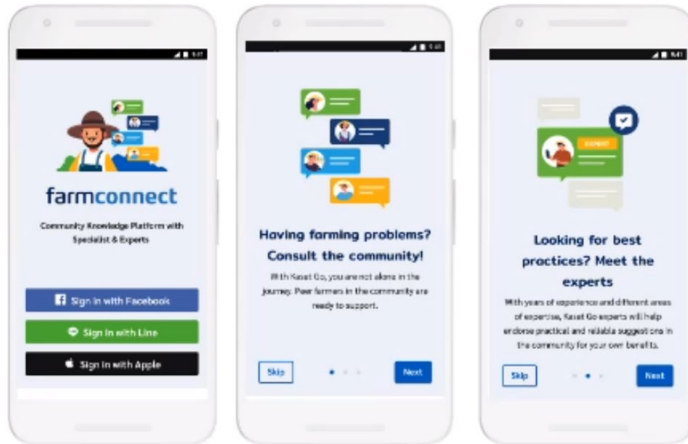 farmconnect
Community Knowledge Platform with
Specialist & Experts
Sign in with Facebook
Sign in with Line
Sign in with Apple
Having farming problems?
Consult the community!
With Kaset Go, you are not alone in the
journey. Peer farmers in the community are
ready to support.
Skip
Next
EXPERT
Looking for best
practices? Meet the
experts
With years of experience and different areas
of expertise, Kaset Go experts will help
endorse practical and reliable suggestions in
the community for your own benefits.
Skip
Next